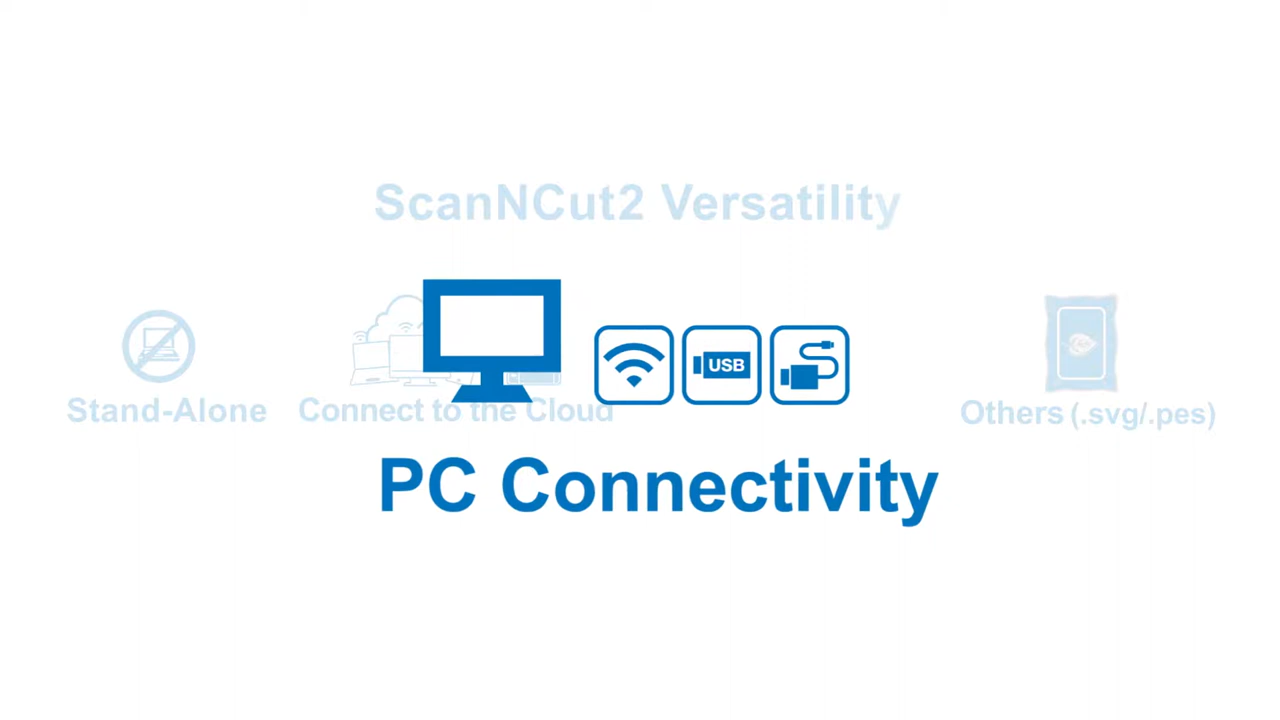 ScanNCut2 Versatility
USB
Stand-Alone
Connect to the Cloud
Others (.svg/.pes)
PC Connectivity